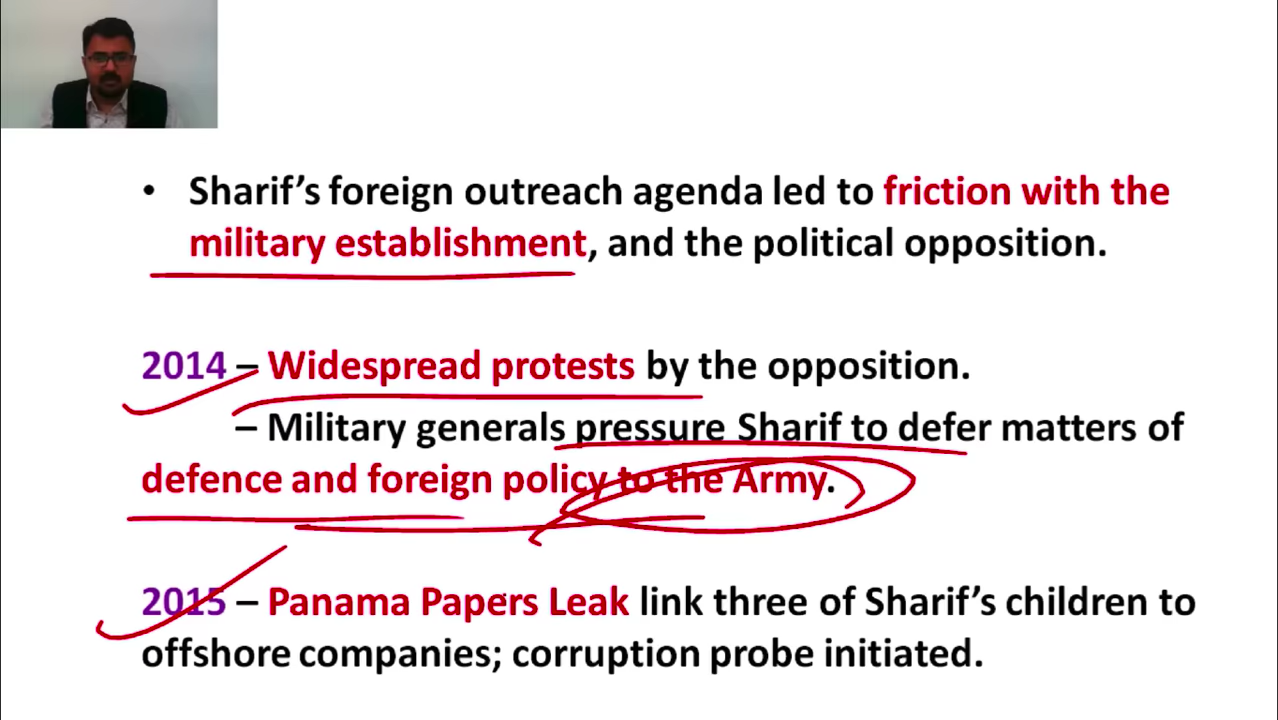 • Sharif’s foreign outreach agenda led to friction with the
military establishment, and the political opposition.
2014 – Widespread protests by the opposition.
– Military generals pressure Sharif to defer matters of
defence and foreign policy to the Army.
2015 – Panama Papers Leak link three of Sharif’s children to
offshore companies; corruption probe initiated.